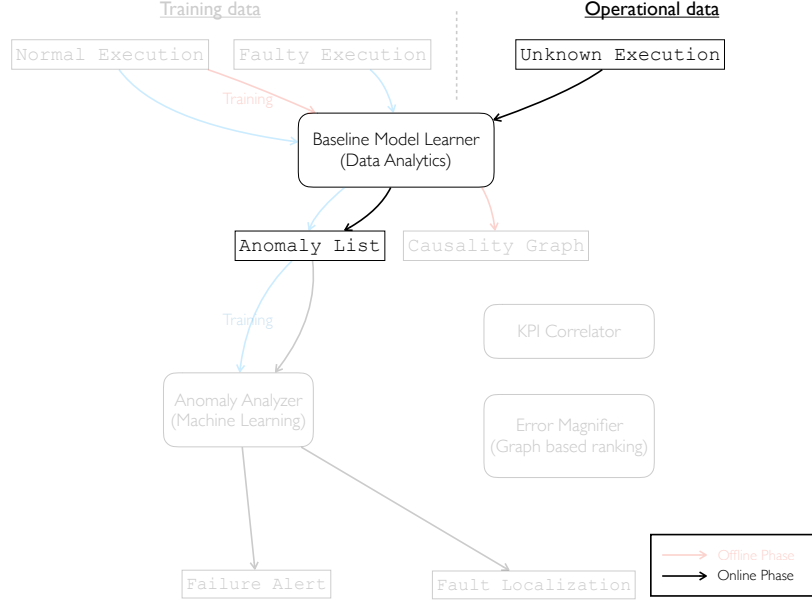 Training data
Operational data
Normal Execution
Faulty Execution
Unknown Execution
Training
Baseline Model Learner
(Data Analytics)
Anomaly List
Causality Graph
Training
KPI Correlator
Anomaly Analyzer
(Machine Learning)
Error Magnifier
(Graph based ranking)
Offline Phase
Online Phase
Failure Alert
Fault Localization